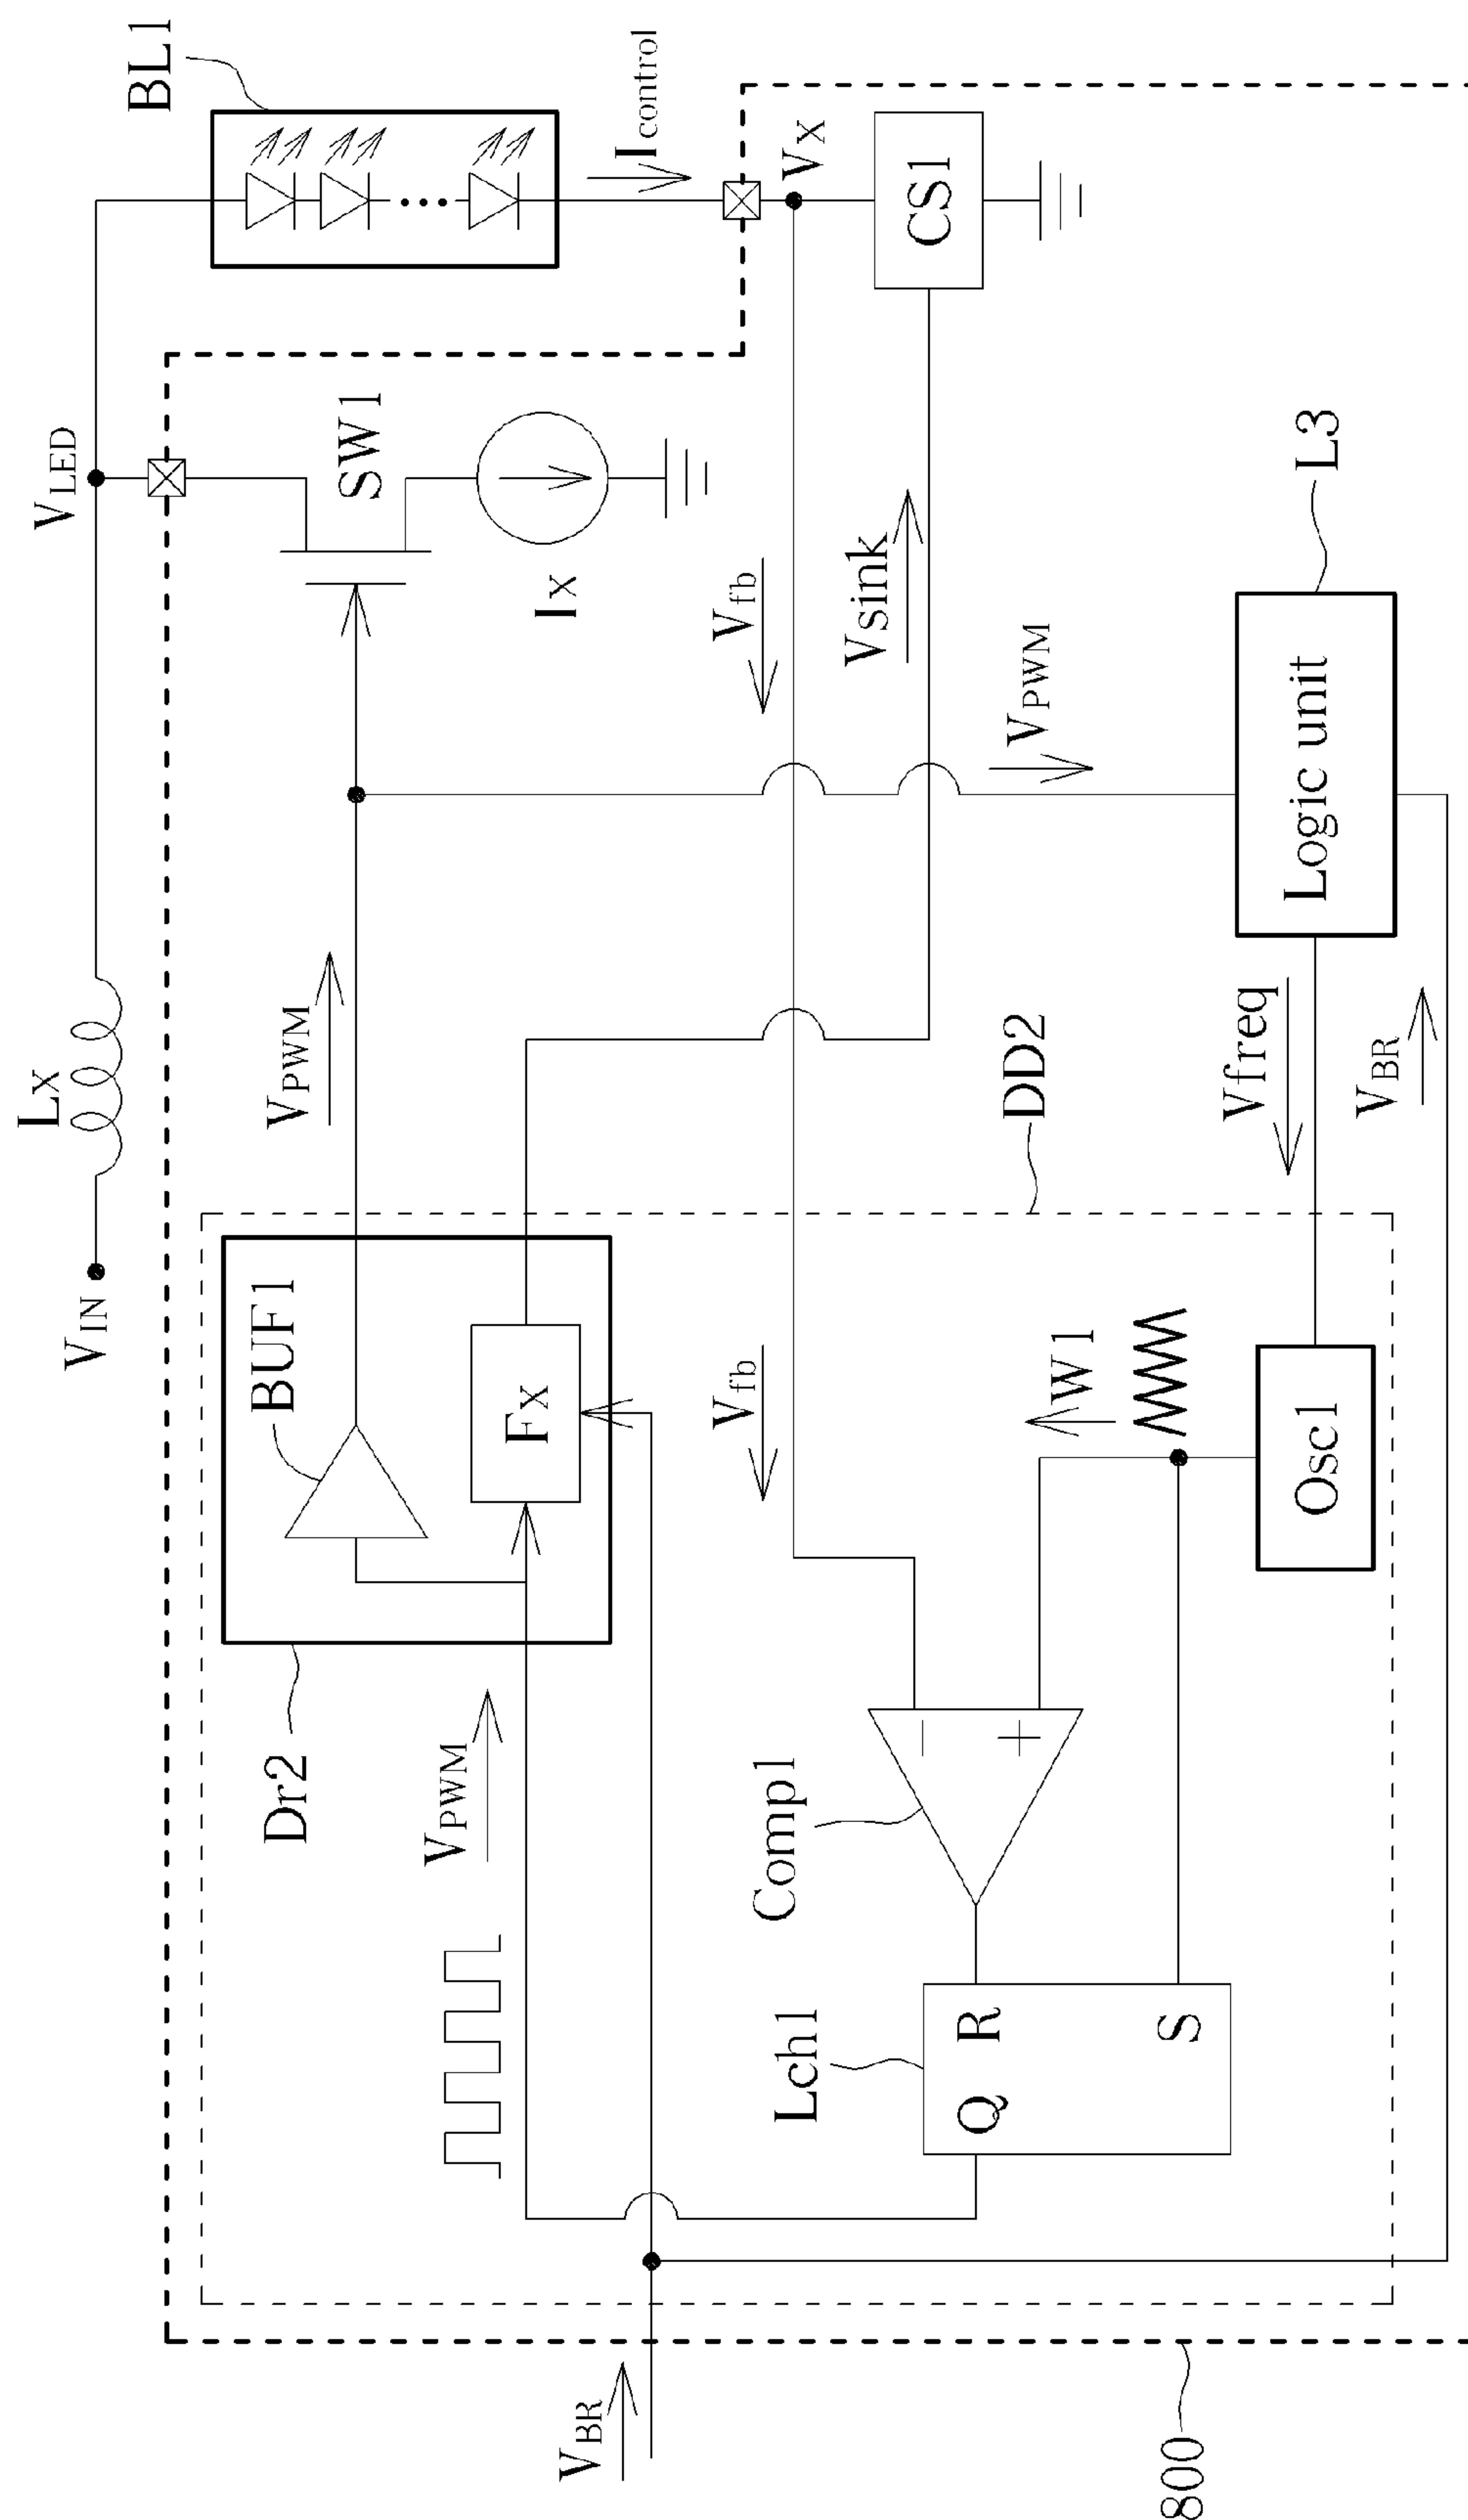 VIN
Lx
VLED
BL1
Icontrol
VPWM
SW1
Ix
BUF1
Fx
Dr2
VPWM
Vfb
Vx
CS1
Vsink
Vfb
VPWM
DD2
Comp1
−
+
W1
Lch1
Q
R
S
Osc1
Vfreq
Logic unit
L3
VBR
VBR
800